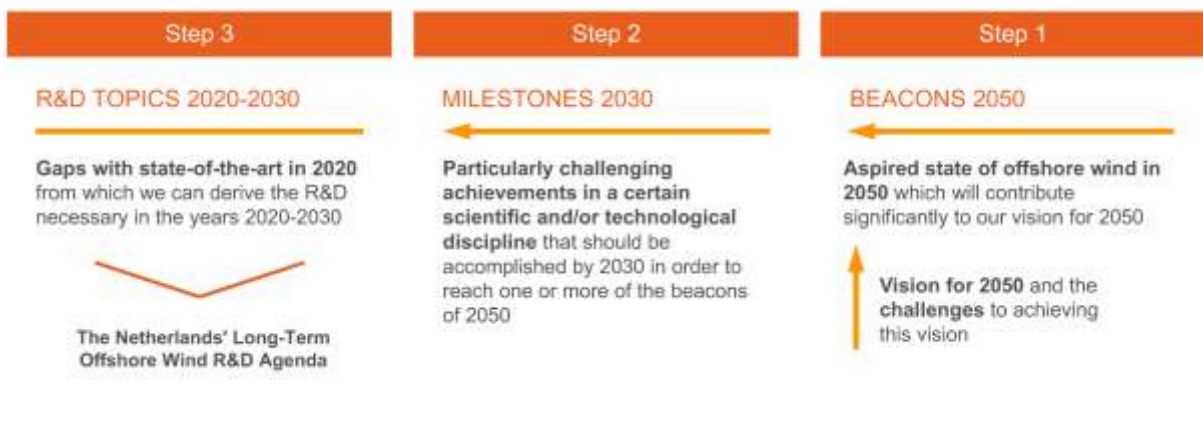 Step 3
R&D TOPICS 2020-2030
Gaps with state-of-the-art in 2020
from which we can derive the R&D
necessary in the years 2020-2030
The Netherlands' Long-Term
Offshore Wind R&D Agenda
Step 2
MILESTONES 2030
Particularly challenging
achievements in a certain
scientific and/or technological
discipline that should be
accomplished by 2030 in order to
reach one or more of the beacons
of 2050
Step 1
BEACONS 2050
Aspired state of offshore wind in
2050 which will contribute
significantly to our vision for 2050
Vision for 2050 and the
challenges to achieving
this vision